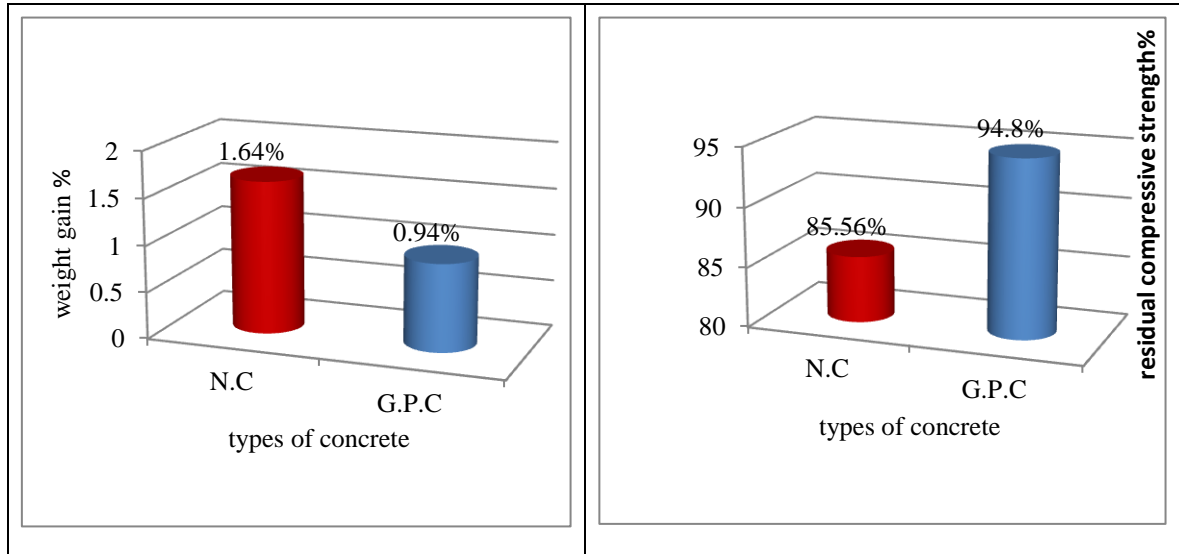 2
1.5
1
0.5
0
weight gain %
1.64%
0.94%
N.C
G.P.C
types of concrete
95
90
85
80
85.56%
94.8%
N.C
G.P.C
types of concrete
residual compressive strength%